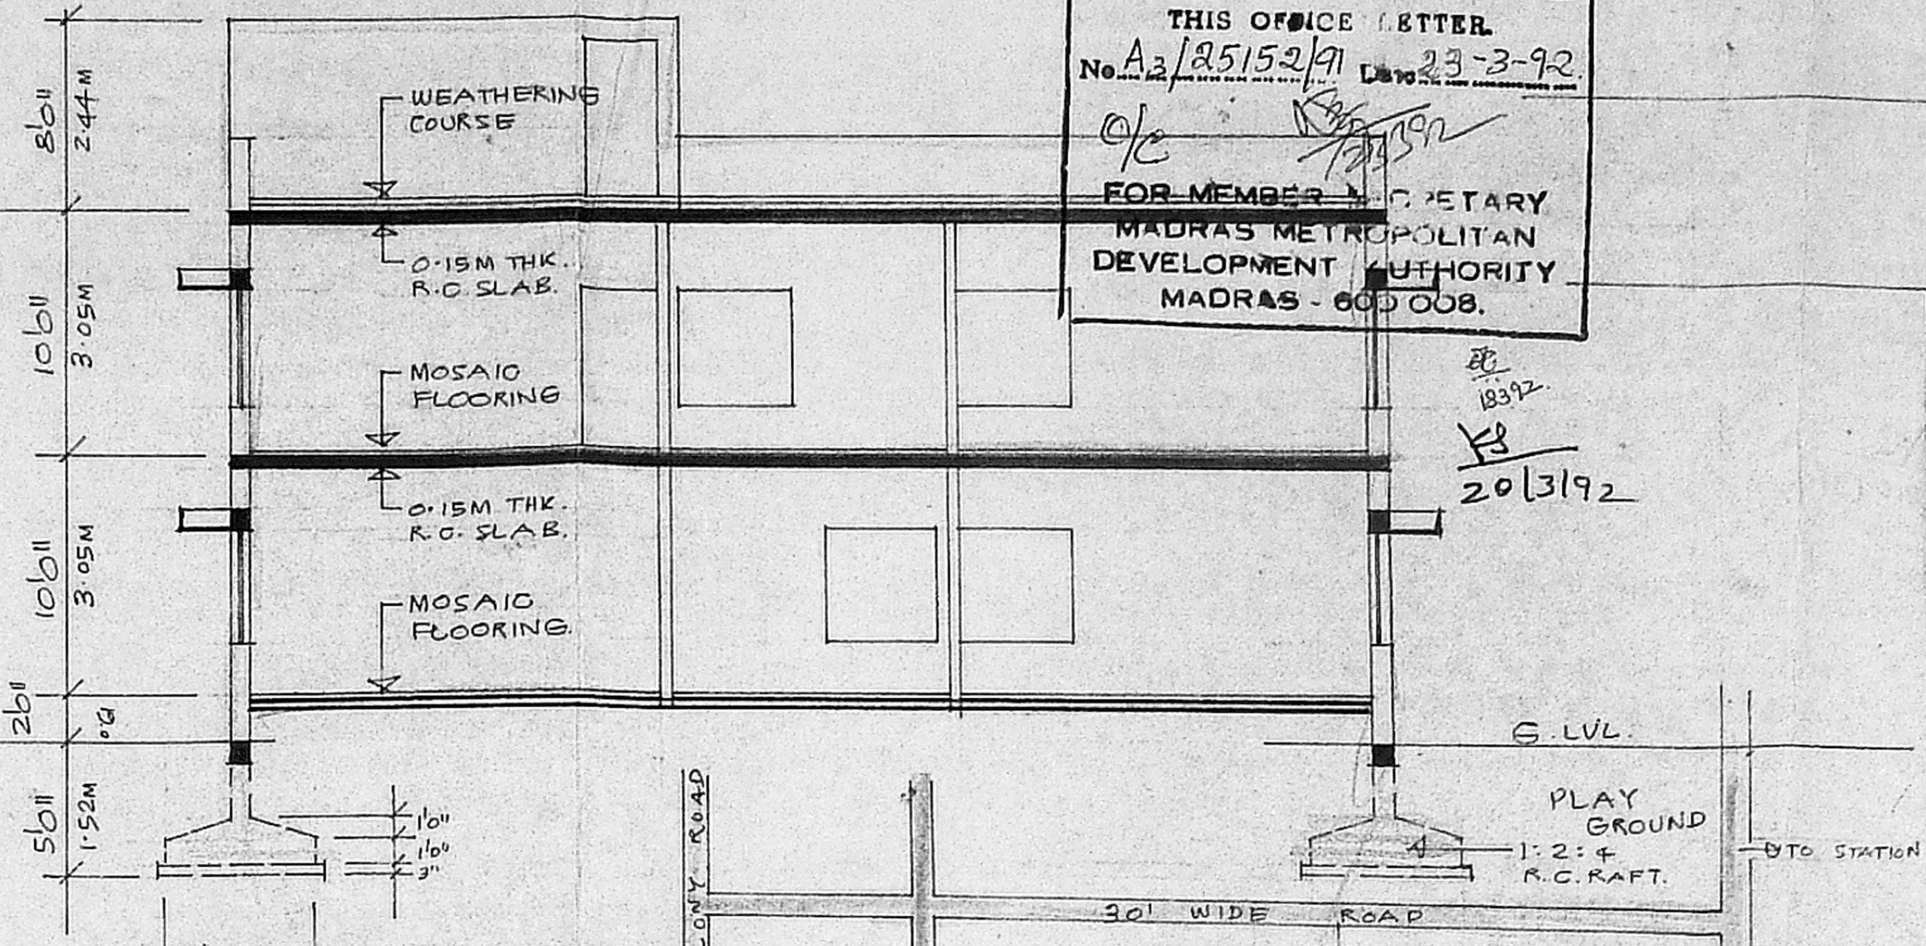 THIS OFFICE LETTER.
No. A3/25152/91 Date 23-3-92.
O/C
FOR MEMBER SECRETARY
MADRAS METROPOLITAN
DEVELOPMENT AUTHORITY
MADRAS - 600 008.
18392
20/3/92
8'0"
2.44M
10'0"
3.05M
10'0"
3.05M
2'0"
5'0"
1.52M
WEATHERING
COURSE
0.15M THK.
R.C. SLAB.
MOSAIC
FLOORING
0.15M THK.
R.C. SLAB.
MOSAIC
FLOORING.
G. LVL.
1'0"
1'0"
3"
PLAY
GROUND
1:2:4
R.C. RAFT.
TO STATION
30' WIDE ROAD
ROAD